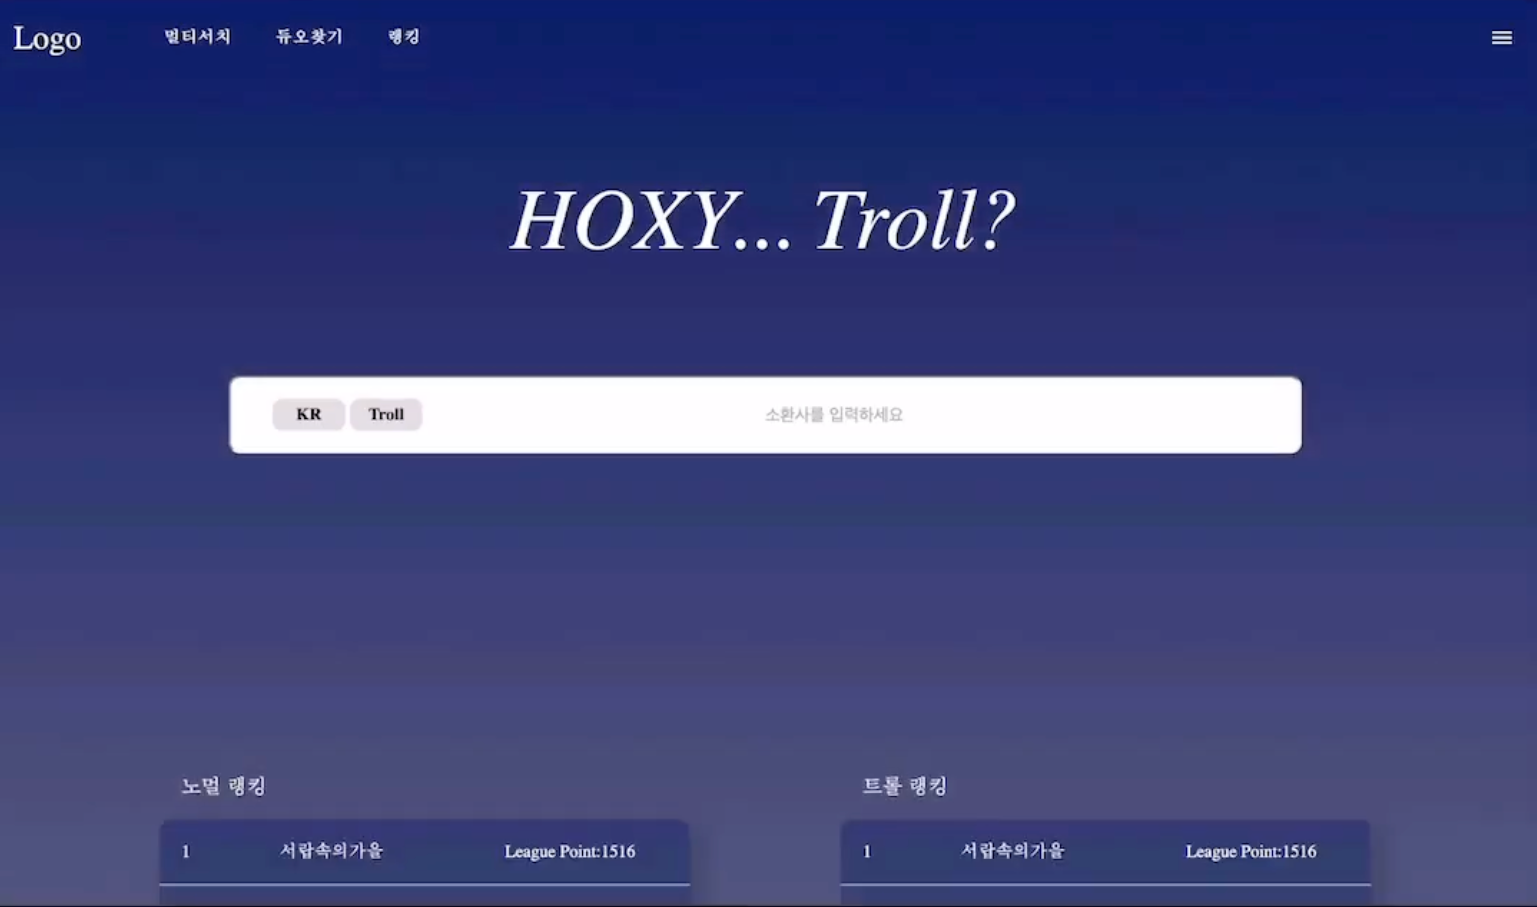 Logo 멀티서치 듀오찾기 랭킹
HOXY... Troll?
KR Troll 소환사를 입력하세요
노멀 랭킹
1 서랍속의가을 League Point:1516
트롤 랭킹
1 서랍속의가을 League Point:1516